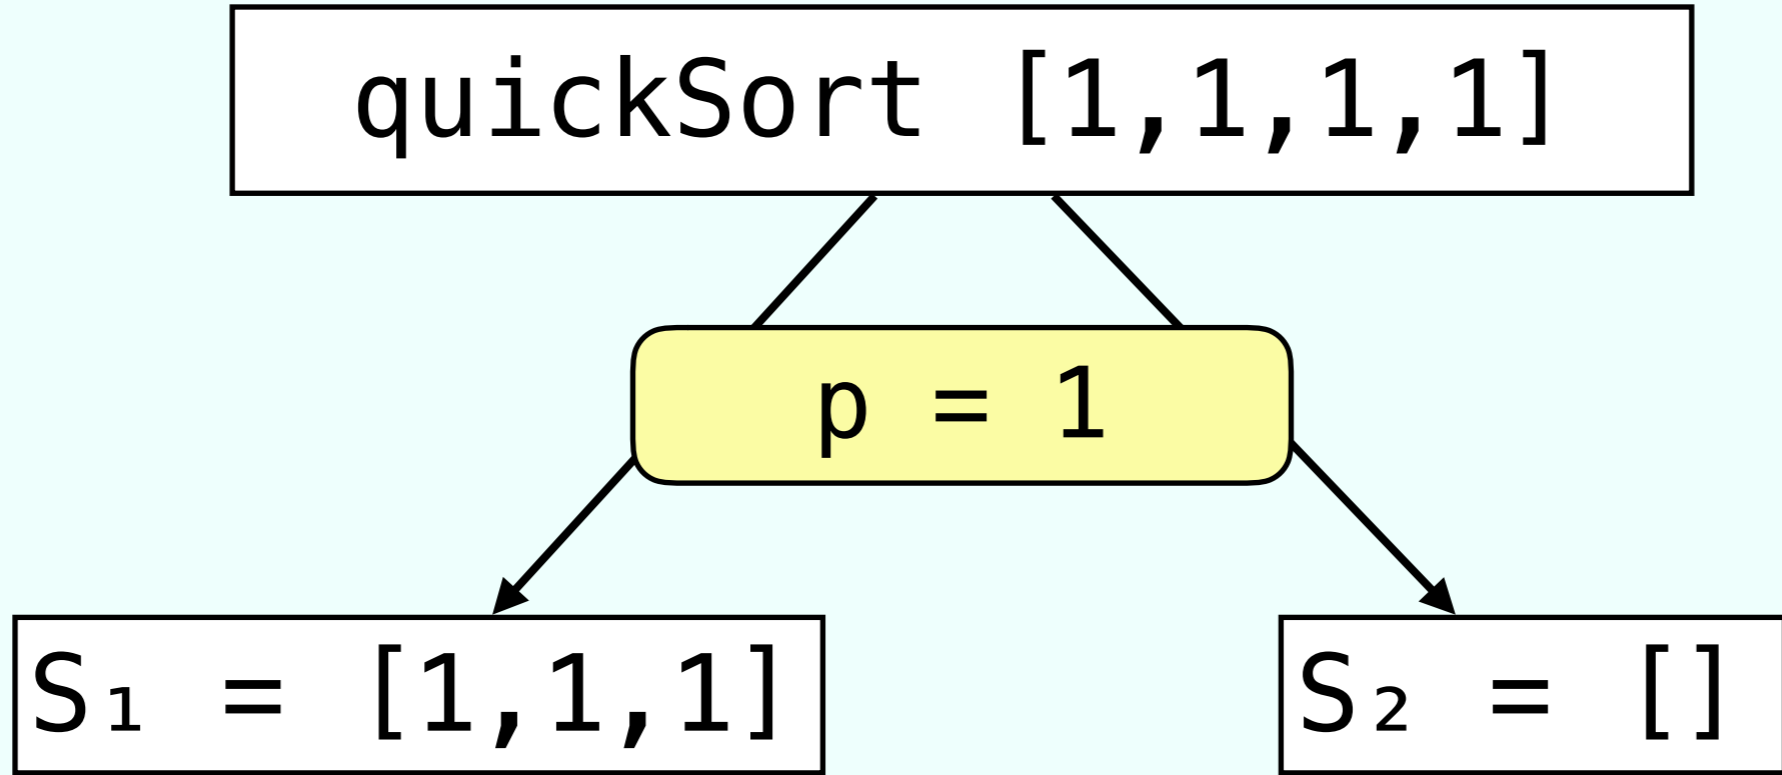 quickSort [1,1,1,1]
p = 1
S₁ = [1,1,1]
S₂ = []